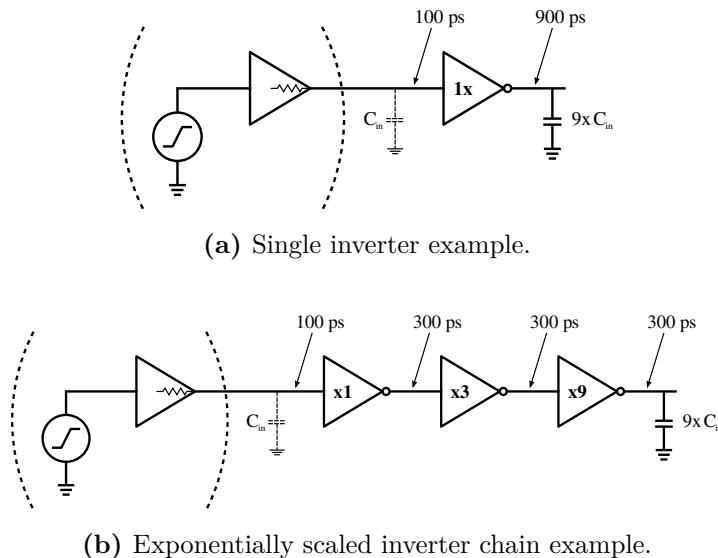 100 ps 900 ps
1x
C_in 9x C_in
(a) Single inverter example.
100 ps 300 ps 300 ps 300 ps
x1 x3 x9
C_in 9x C_i
(b) Exponentially scaled inverter chain example.